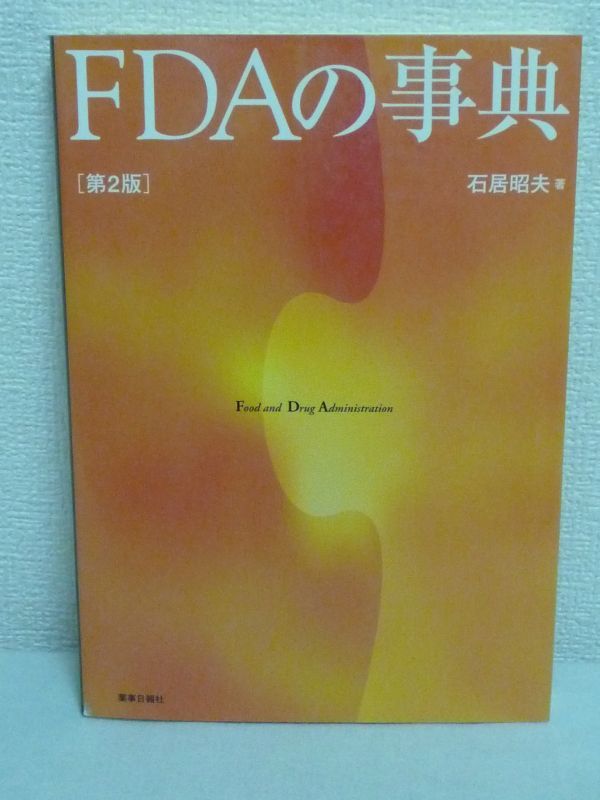 FDAの事典
[第2版]
石居昭夫 著
Food and Drug Administration
薬事日報社